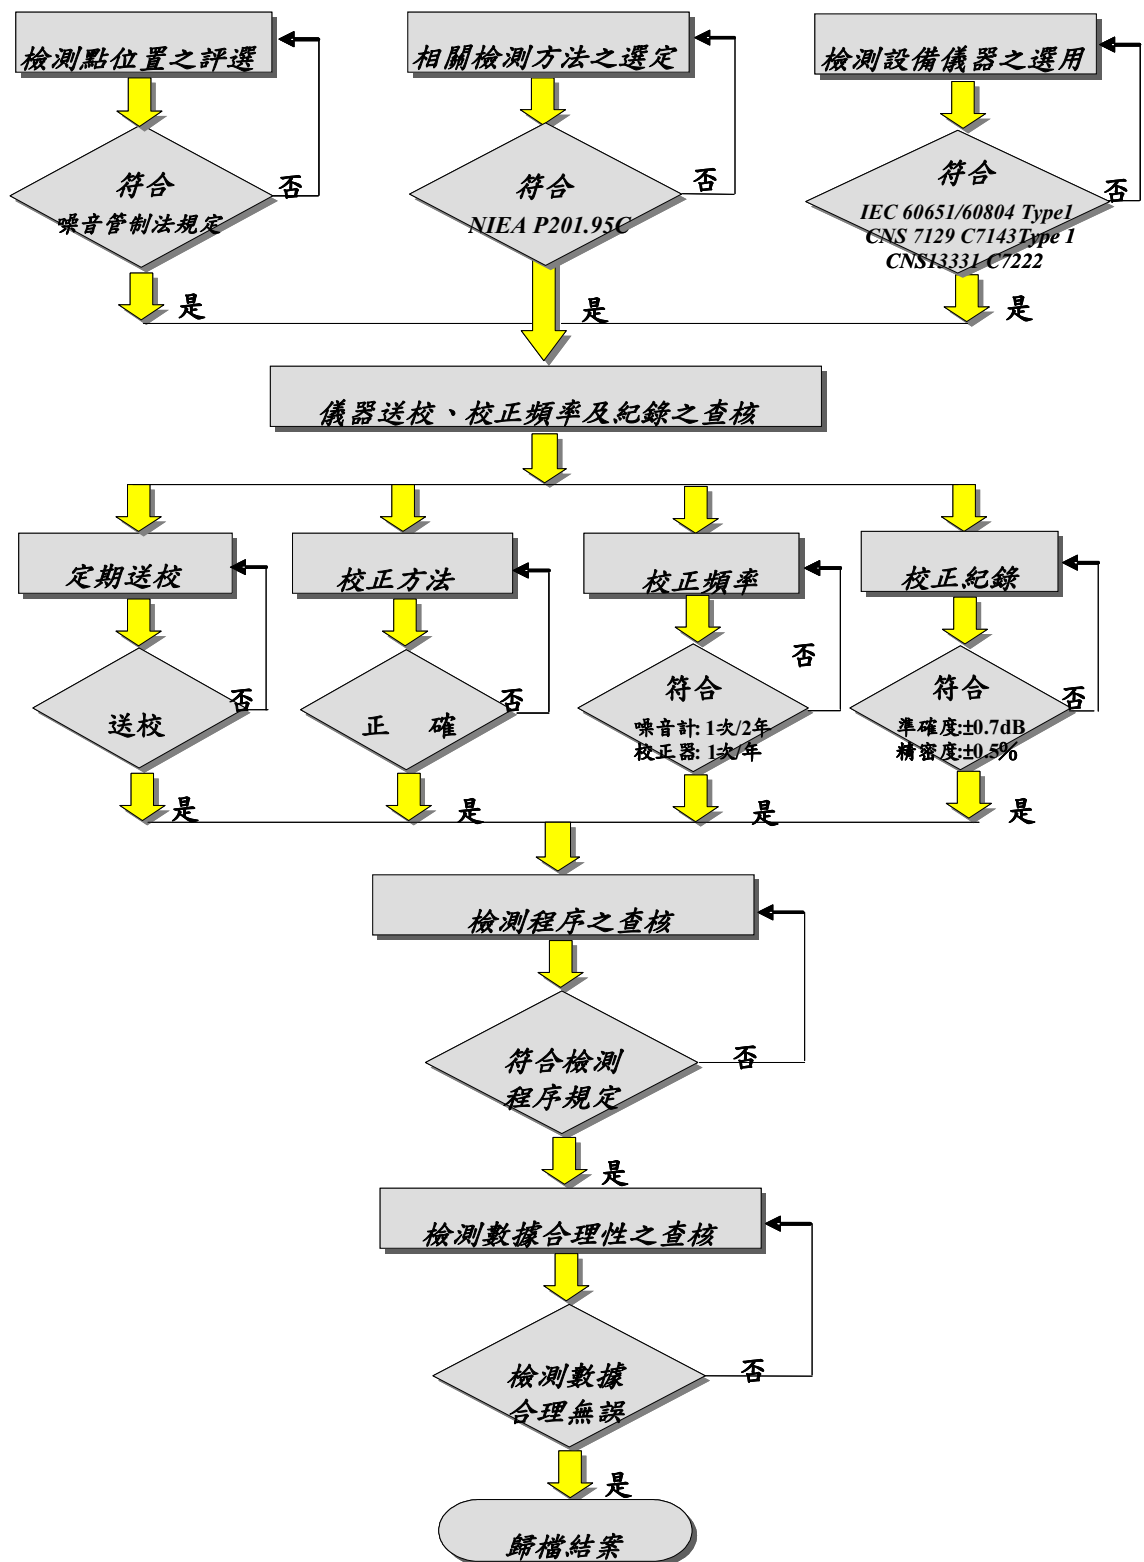 檢測點位置之評選
相關檢測方法之選定
檢測設備儀器之選用
符合
噪音管制法規定
否
符合
NIEA P201.95C
否
符合
IEC 60651/60804 Type1
CNS 7129 C7143Type 1
CNS13331 C7222
否
是
是
是
儀器送校、校正頻率及紀錄之查核
定期送校
校正方法
校正頻率
校正紀錄
送校
否
正 確
否
符合
噪音計: 1次/2年
校正器: 1次/年
否
符合
準確度:±0.7dB
精密度:±0.5%
否
是
是
是
是
檢測程序之查核
符合檢測
程序規定
否
是
檢測數據合理性之查核
檢測數據
合理無誤
否
是
歸檔結案